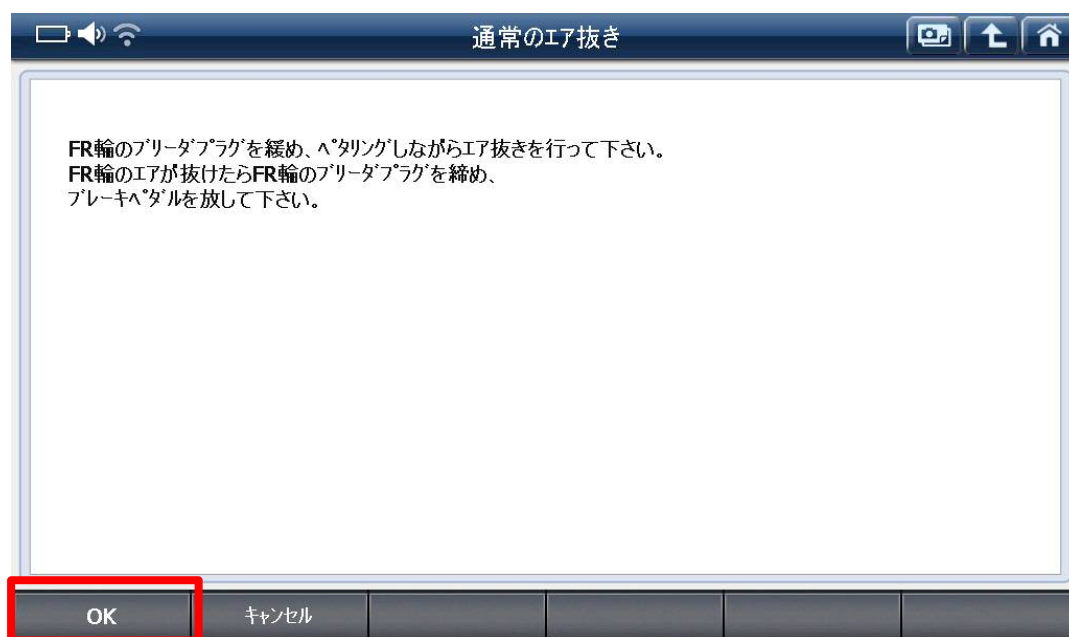 通常のｴｱ抜き
FR輪のﾌﾞﾘｰﾀﾞﾌﾟﾗｸﾞを緩め、ﾍﾟﾀﾞﾘﾝｸﾞしながらｴｱ抜きを行って下さい。
FR輪のｴｱが抜けたらFR輪のﾌﾞﾘｰﾀﾞﾌﾟﾗｸﾞを締め、
ﾌﾞﾚｰｷﾍﾟﾀﾞﾙを放して下さい。
OK
ｷｬﾝｾﾙ